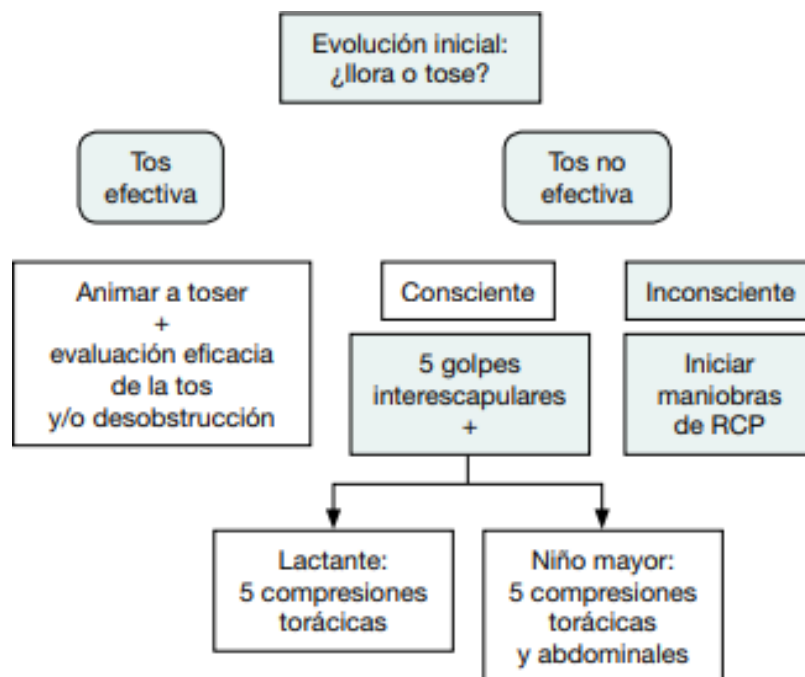 Evolución inicial:
¿llora o tose?
Tos
efectiva
Tos no
efectiva
Animar a toser
+
evaluación eficacia
de la tos
y/o desobstrucción
Consciente
Inconsciente
5 golpes
interescapulares
+
Iniciar
maniobras
de RCP
Lactante:
5 compresiones
torácicas
Niño mayor:
5 compresiones
torácicas
y abdominales